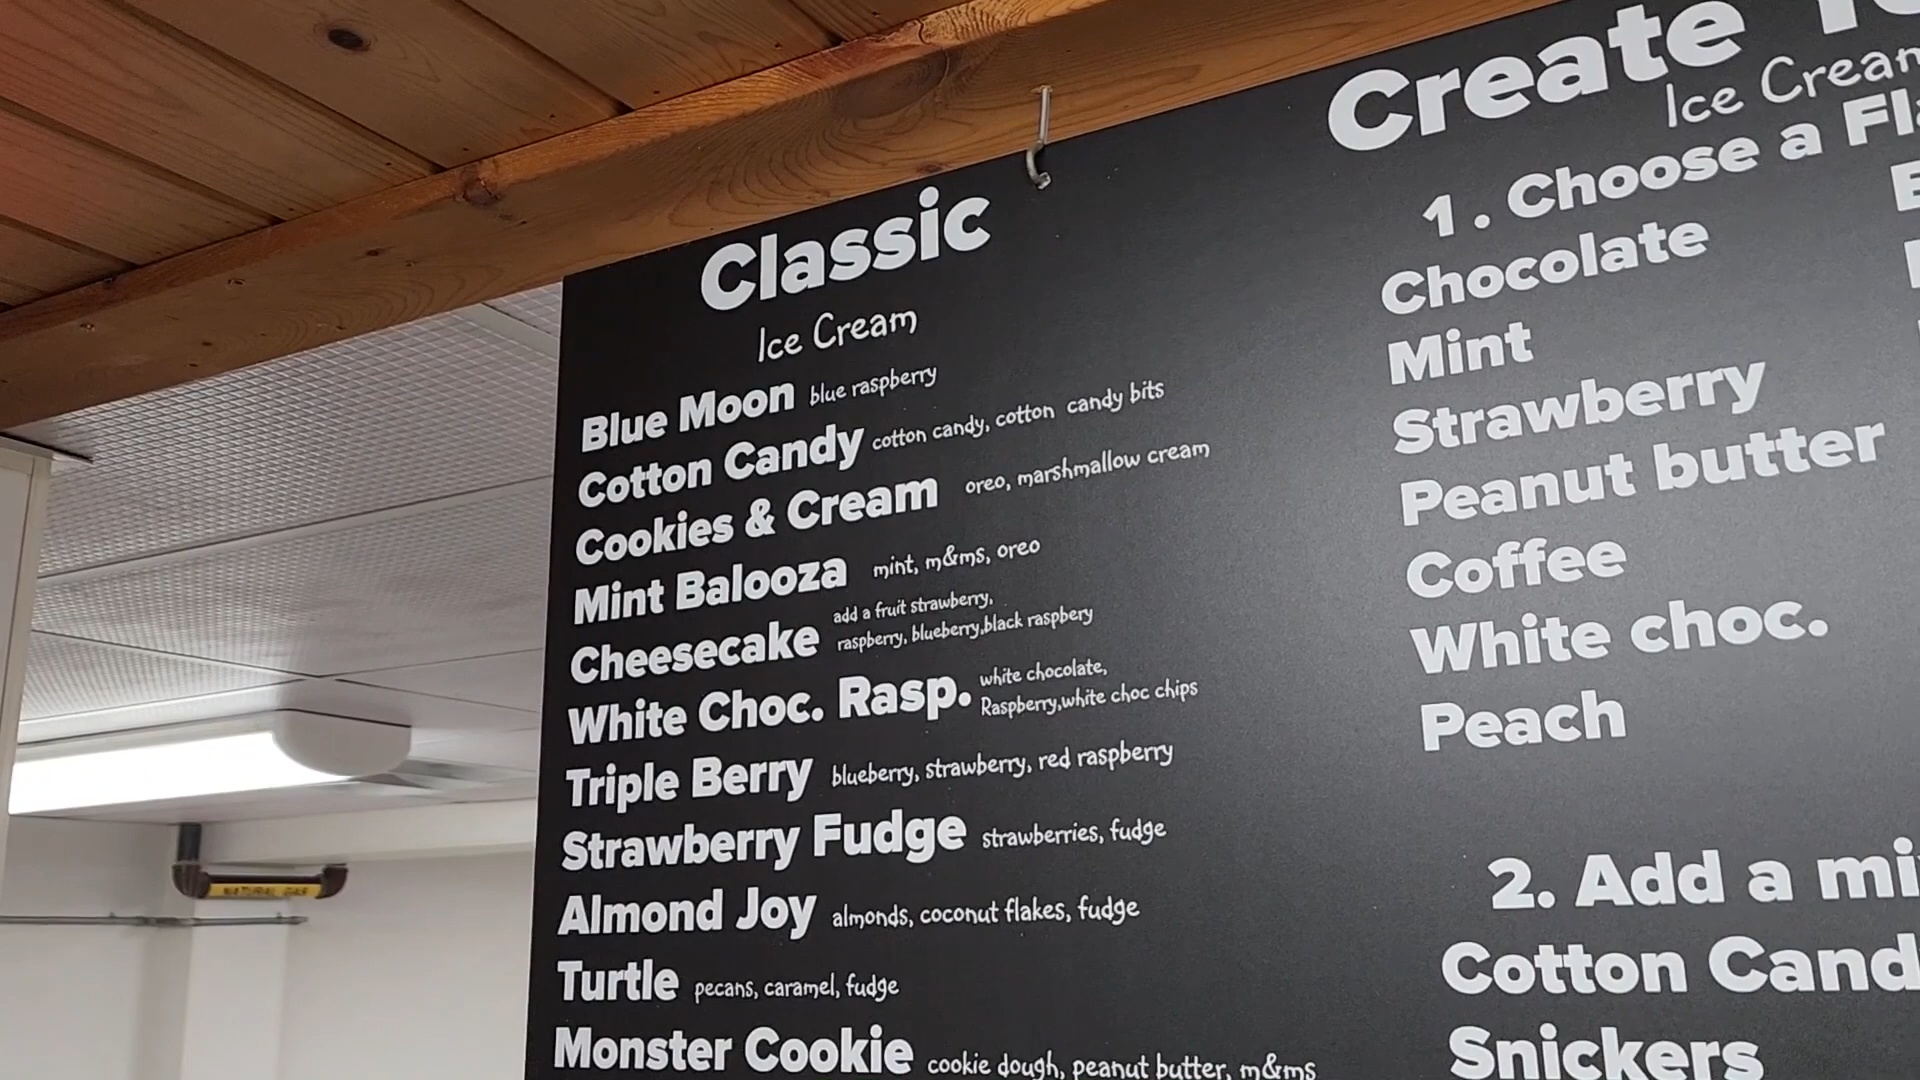 Classic
Ice Cream
Blue Moon blue raspberry
Cotton Candy cotton candy, cotton candy bits
Cookies & Cream oreo, marshmallow cream
Mint Balooza mint, m&ms, oreo
Cheesecake add a fruit strawberry,
raspberry, blueberry,black raspbery
White Choc. Rasp. white chocolate,
Raspberry,white choc chips
Triple Berry blueberry, strawberry, red raspberry
Strawberry Fudge strawberries, fudge
Almond Joy almonds, coconut flakes, fudge
Turtle pecans, caramel, fudge
Monster Cookie cookie dough, peanut butter, m&ms
Create
Ice Cream
1. Choose a
Chocolate
Mint
Strawberry
Peanut butter
Coffee
White choc.
Peach
2. Add a
Cotton
Snickers
NATURAL GAS